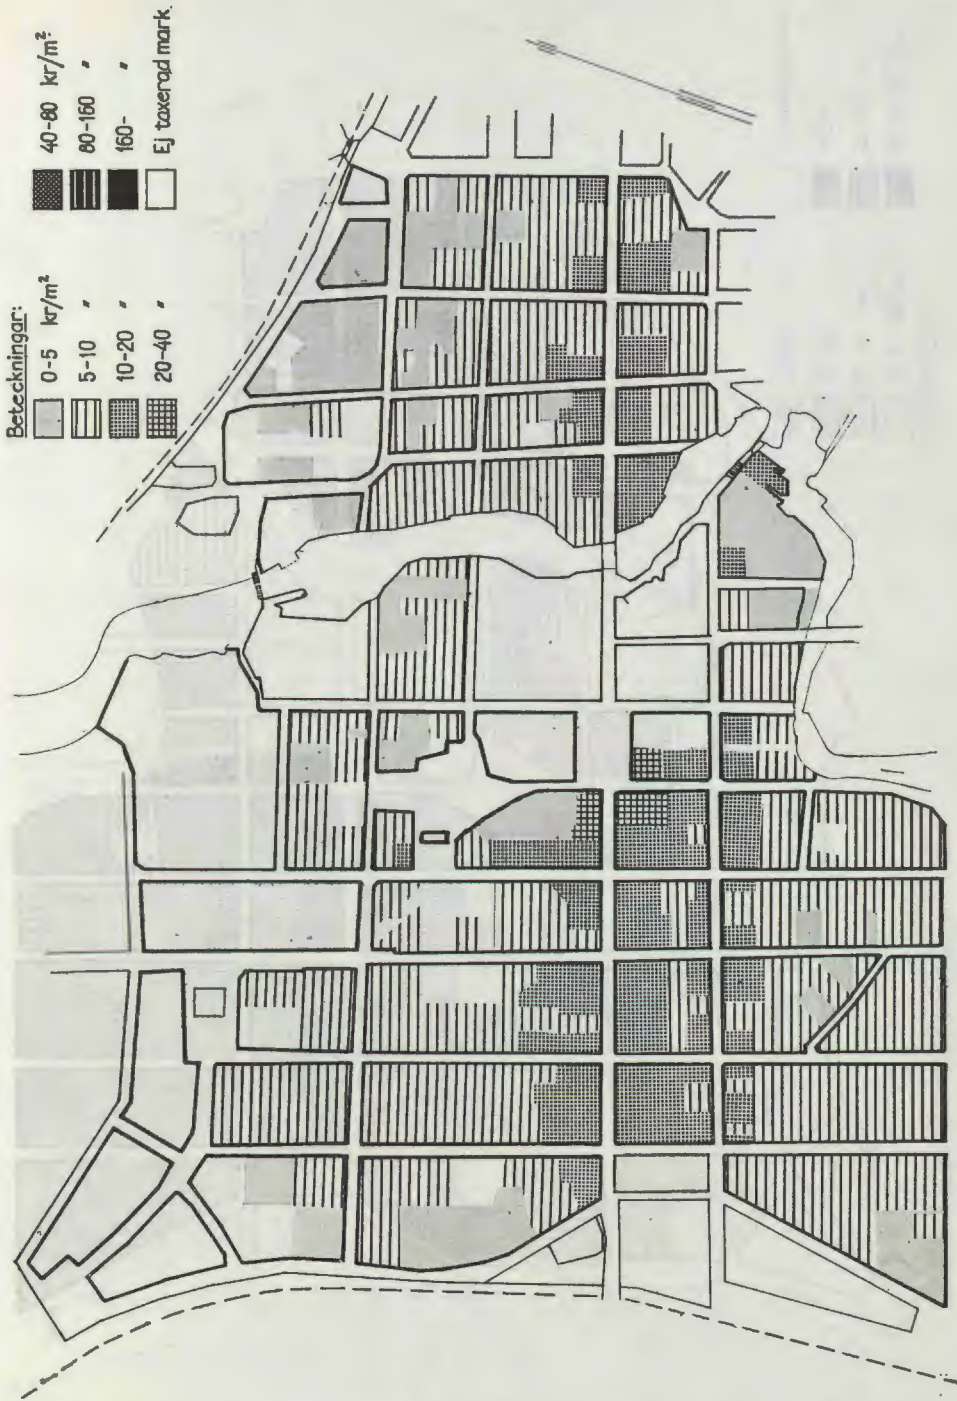 Beteckningar:
0-5 kr/m²
5-10 〃
10-20 〃
20-40 〃
40-80 kr/m²
80-160 〃
160- 〃
Ej taxerad mark.